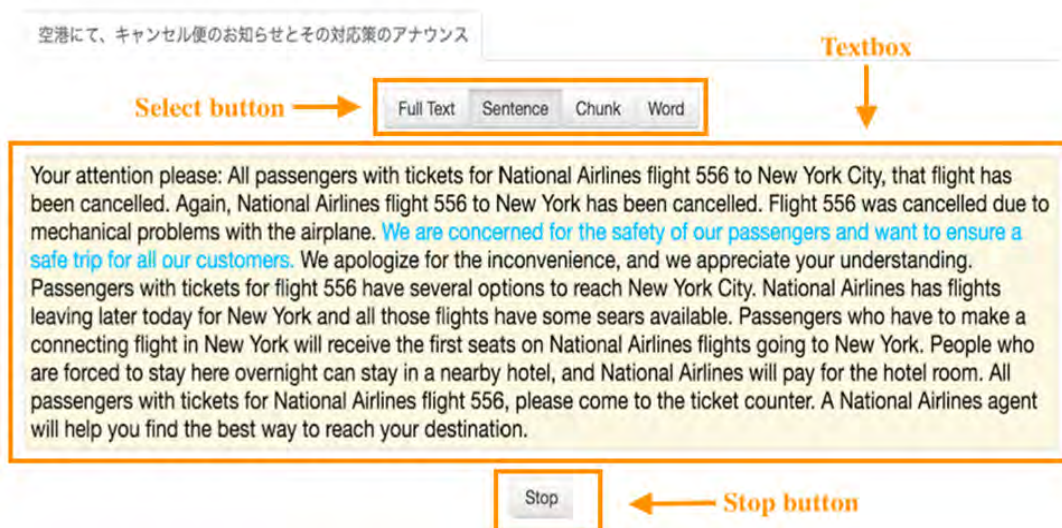 空港にて、キャンセル便のお知らせとその対応策のアナウンス
Textbox
Select button
Full Text Sentence Chunk Word
Your attention please: All passengers with tickets for National Airlines flight 556 to New York City, that flight has
been cancelled. Again, National Airlines flight 556 to New York has been cancelled. Flight 556 was cancelled due to
mechanical problems with the airplane. We are concerned for the safety of our passengers and want to ensure a
safe trip for all our customers. We apologize for the inconvenience, and we appreciate your understanding.
Passengers with tickets for flight 556 have several options to reach New York City. National Airlines has flights
leaving later today for New York and all those flights have some sears available. Passengers who have to make a
connecting flight in New York will receive the first seats on National Airlines flights going to New York. People who
are forced to stay here overnight can stay in a nearby hotel, and National Airlines will pay for the hotel room. All
passengers with tickets for National Airlines flight 556, please come to the ticket counter. A National Airlines agent
will help you find the best way to reach your destination.
Stop
Stop button